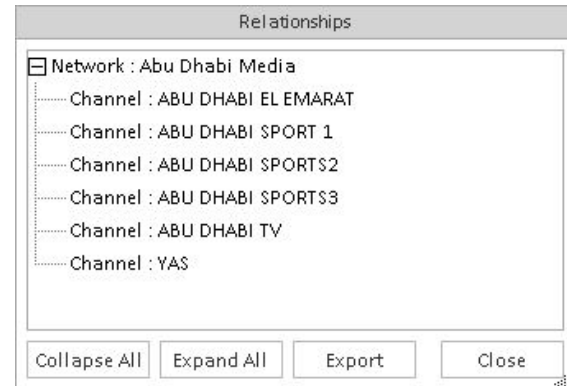 Relationships
Network : Abu Dhabi Media
Channel : ABU DHABI EL EMARAT
Channel : ABU DHABI SPORT 1
Channel : ABU DHABI SPORTS2
Channel : ABU DHABI SPORTS3
Channel : ABU DHABI TV
Channel : YAS
Collapse All Expand All Export Close